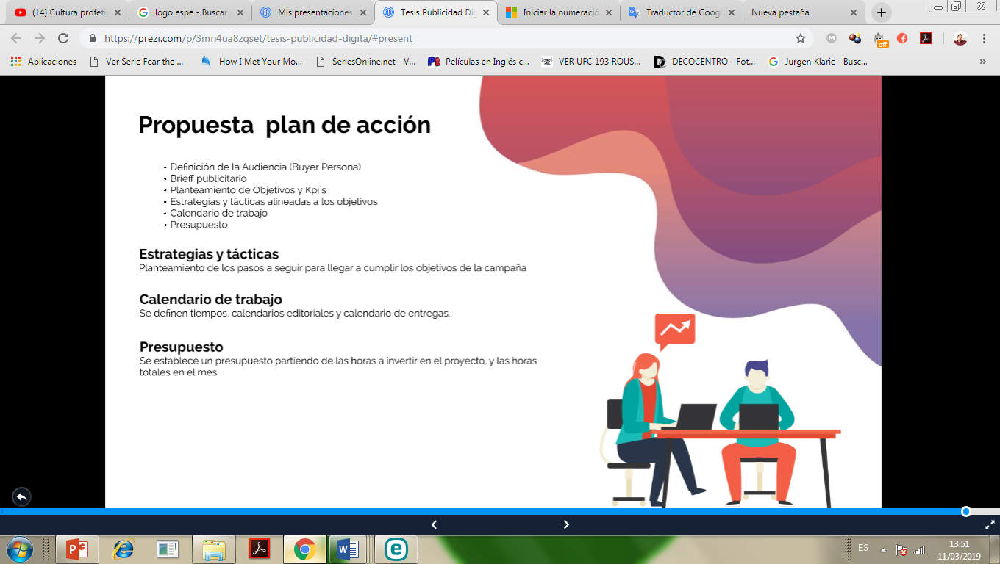 (14) Cultura profeti
logo espe - Buscar
Mis presentaciones
Tesis Publicidad Di
Iniciar la numeració
Traductor de Goog
Nueva pestaña
https://prezi.com/p/3mn4ua8zqset/tesis-publicidad-digita/#present
off
Aplicaciones
Ver Serie Fear the ...
How I Met Your Mo...
SeriesOnline.net - V...
Películas en Inglés c...
VER UFC 193 ROUS...
DECOCENTRO - Fot...
Jürgen Klaric - Busc...
»
Propuesta plan de acción
• Definición de la Audiencia (Buyer Persona)
• Brieff publicitario
• Planteamiento de Objetivos y Kpi´s
• Estrategias y tácticas alineadas a los objetivos
• Calendario de trabajo
• Presupuesto
Estrategias y tácticas
Planteamiento de los pasos a seguir para llegar a cumplir los objetivos de la campaña
Calendario de trabajo
Se definen tiempos, calendarios editoriales y calendario de entregas.
Presupuesto
Se establece un presupuesto partiendo de las horas a invertir en el proyecto, y las horas
totales en el mes.
ES
13:51
11/03/2019